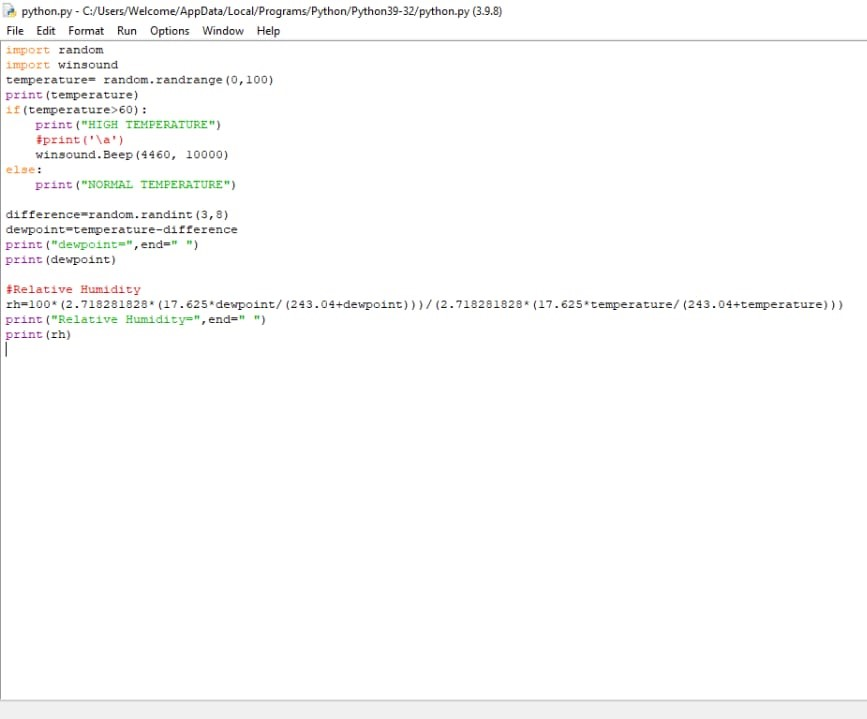 python.py - C:/Users/Welcome/AppData/Local/Programs/Python/Python39-32/python.py (3.9.8)
File Edit Format Run Options Window Help
import random
import winsound
temperature= random.randrange(0,100)
print(temperature)
if(temperature>60):
    print("HIGH TEMPERATURE")
    #print('\a')
    winsound.Beep(4460, 10000)
else:
    print("NORMAL TEMPERATURE")

difference=random.randint(3,8)
dewpoint=temperature-difference
print("dewpoint=",end=" ")
print(dewpoint)

#Relative Humidity
rh=100*(2.718281828*(17.625*dewpoint/(243.04+dewpoint)))/(2.718281828*(17.625*temperature/(243.04+temperature)))
print("Relative Humidity=",end=" ")
print(rh)